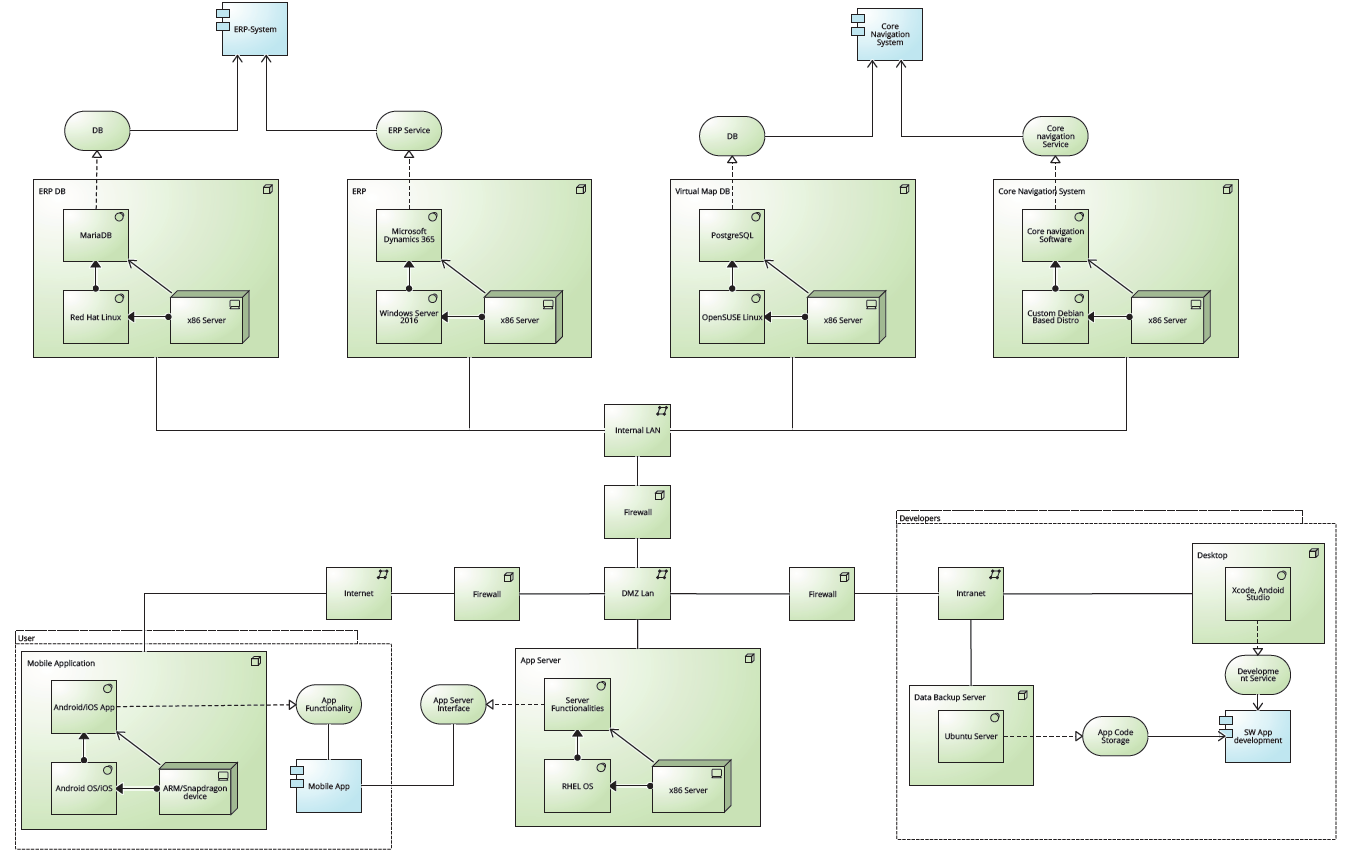 ERP-System
Core
Navigation
System
DB
ERP Service
DB
Core
navigation
Service
ERP DB
MariaDB
Red Hat Linux
x86 Server
ERP
Microsoft
Dynamics 365
Windows Server
2016
x86 Server
Virtual Map DB
PostgreSQL
OpenSUSE Linux
x86 Server
Core Navigation System
Core navigation
Software
Custom Debian
Based Distro
x86 Server
Internal LAN
Firewall
Internet
Firewall
DMZ Lan
Firewall
Developers
Intranet
Desktop
Xcode, Andoid
Studio
Developme
nt Service
SW App
development
Data Backup Server
Ubuntu Server
App Code
Storage
User
Mobile Application
Android/iOS App
Android OS/iOS
ARM/Snapdragon
device
App
Functionality
Mobile App
App Server
Interface
App Server
Server
Functionalities
RHEL OS
x86 Server